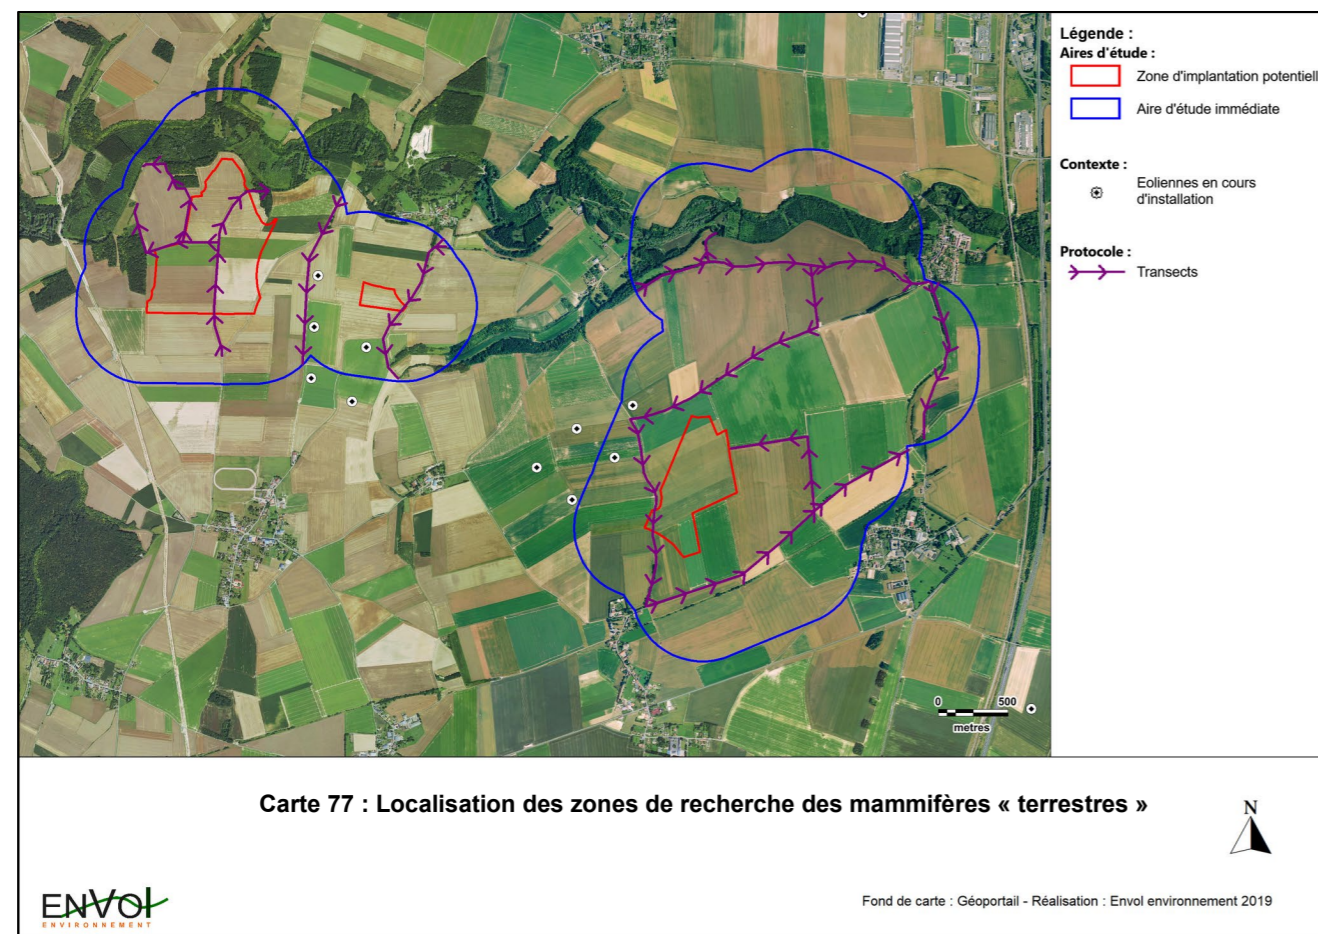 Légende :
Aires d'étude :
Zone d'implantation potentiell
Aire d'étude immédiate
Contexte :
Eoliennes en cours
d'installation
Protocole :
Transects
0 500
metres
Carte 77 : Localisation des zones de recherche des mammifères « terrestres »
N
ENVOl
ENVIRONNEMENT
Fond de carte : Géoportail - Réalisation : Envol environnement 2019